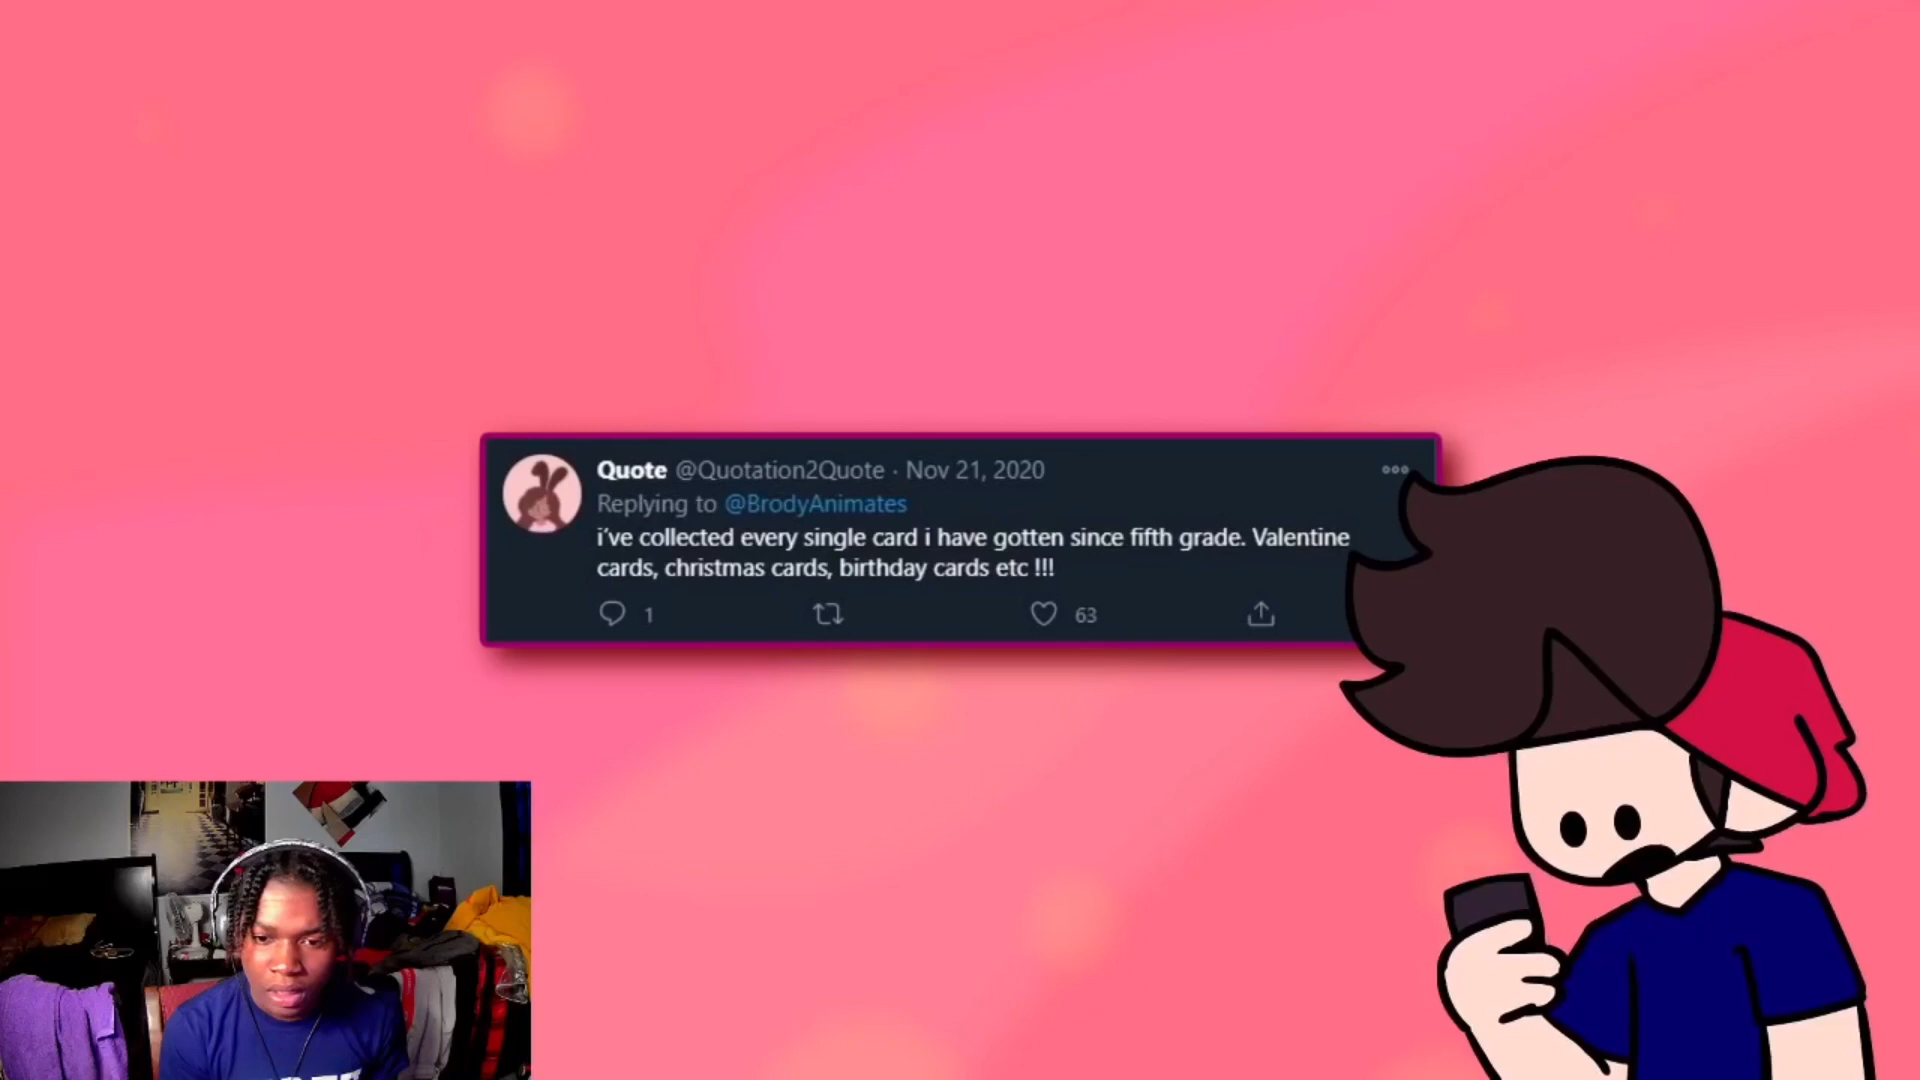 Quote @Quotation2Quote · Nov 21, 2020
Replying to @BrodyAnimates
i've collected every single card i have gotten since fifth grade. Valentine
cards, christmas cards, birthday cards etc !!!
1 63